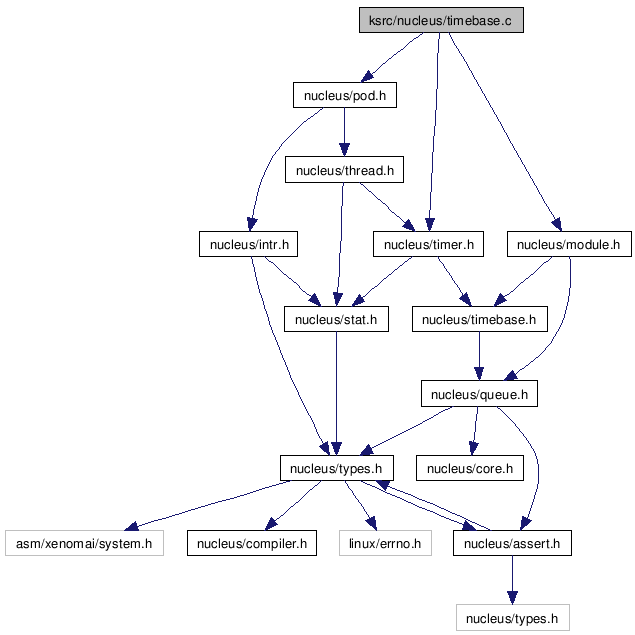 ksrc/nucleus/timebase.c
nucleus/pod.h
nucleus/thread.h
nucleus/intr.h
nucleus/timer.h
nucleus/module.h
nucleus/stat.h
nucleus/timebase.h
nucleus/queue.h
nucleus/types.h
nucleus/core.h
asm/xenomai/system.h
nucleus/compiler.h
linux/errno.h
nucleus/assert.h
nucleus/types.h